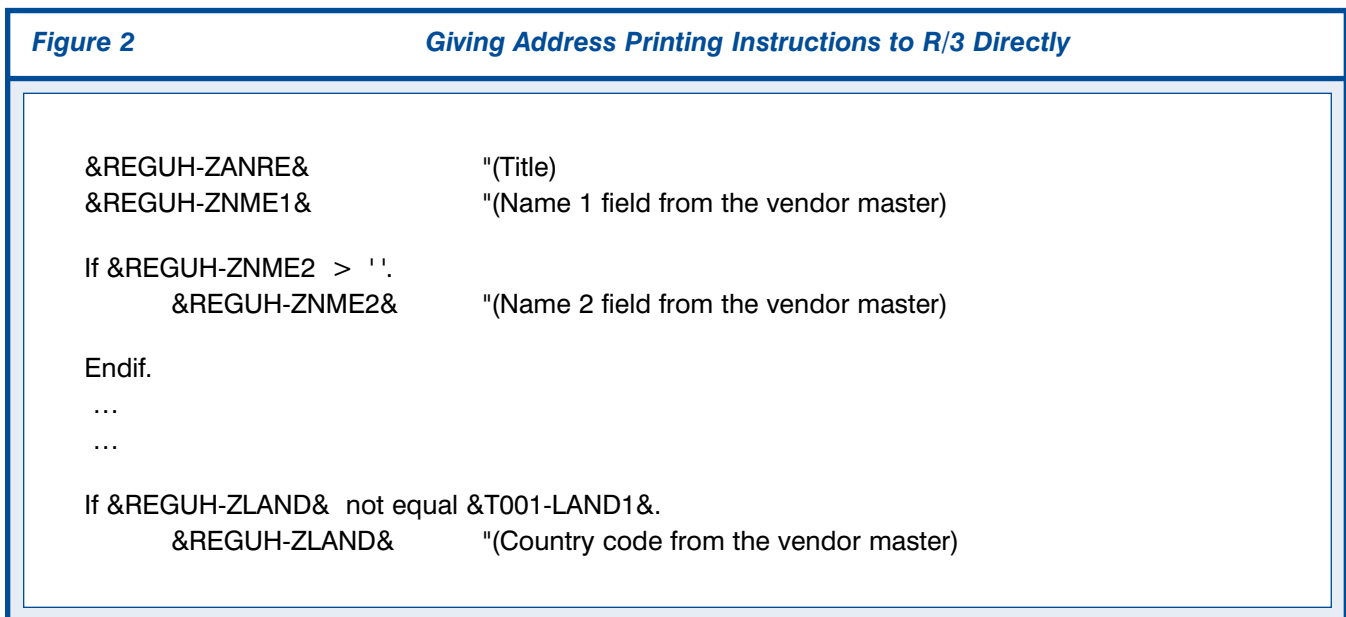 Figure 2 Giving Address Printing Instructions to R/3 Directly
&REGUH-ZANRE& "(Title)
&REGUH-ZNME1& "(Name 1 field from the vendor master)
If &REGUH-ZNME2 > ' '.
&REGUH-ZNME2& "(Name 2 field from the vendor master)
Endif.
…
…
If &REGUH-ZLAND& not equal &T001-LAND1&.
&REGUH-ZLAND& "(Country code from the vendor master)